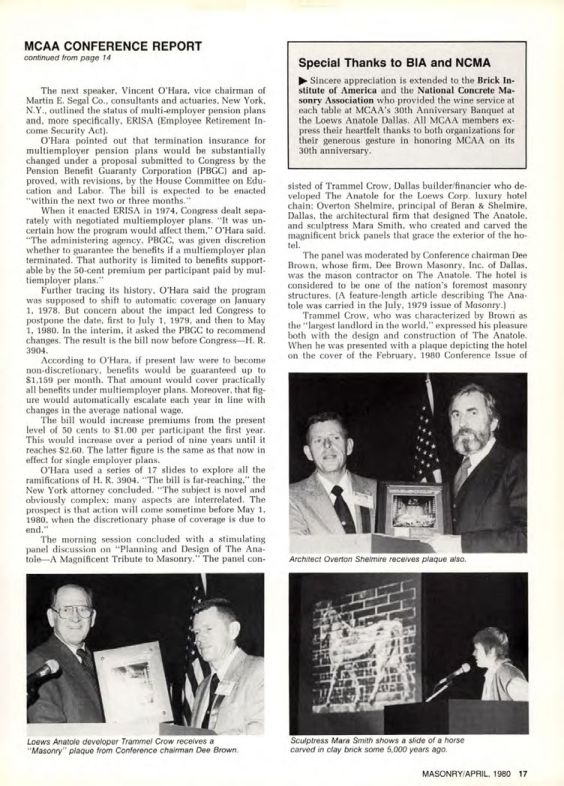 MCAA CONFERENCE REPORT
continued from page 14
The next speaker, Vincent O'Hara, vice chairman of
Martin E. Segal Co., consultants and actuaries, New York,
N.Y., outlined the status of multi-employer pension plans
and, more specifically, ERISA (Employee Retirement In-
come Security Act).
O'Hara pointed out that termination insurance for
multiemployer pension plans would be substantially
changed under a proposal submitted to Congress by the
Pension Benefit Guaranty Corporation (PBGC) and ap-
proved, with revisions, by the House Committee on Edu-
cation and Labor. The bill is expected to be enacted
"within the next two or three months."
When it enacted ERISA in 1974, Congress dealt sepa-
rately with negotiated multiemployer plans. "It was un-
certain how the program would affect them," O'Hara said.
"The administering agency, PBGC, was given discretion
whether to guarantee the benefits if a multiemployer plan
terminated. That authority is limited to benefits support-
able by the 50-cent premium per participant paid by mul-
tiemployer plans."
Further tracing its history, O'Hara said the program
was supposed to shift to automatic coverage on January
1, 1978. But concern about the impact led Congress to
postpone the date, first to July 1, 1979, and then to May
1, 1980. In the interim, it asked the PBGC to recommend
changes. The result is the bill now before Congress—H. R.
3904.
According to O'Hara, if present law were to become
non-discretionary, benefits would be guaranteed up to
$1,159 per month. That amount would cover practically
all benefits under multiemployer plans. Moreover, that fig-
ure would automatically escalate each year in line with
changes in the average national wage.
The bill would increase premiums from the present
level of 50 cents to $1.00 per participant the first year.
This would increase over a period of nine years until it
reaches $2.60. The latter figure is the same as that now in
effect for single employer plans.
O'Hara used a series of 17 slides to explore all the
ramifications of H. R. 3904. "The bill is far-reaching," the
New York attorney concluded. "The subject is novel and
obviously complex; many aspects are interrelated. The
prospect is that action will come sometime before May 1,
1980, when the discretionary phase of coverage is due to
end."
The morning session concluded with a stimulating
panel discussion on "Planning and Design of The Ana-
tole—A Magnificent Tribute to Masonry." The panel con-
Loews Anatole developer Trammel Crow receives a
"Masonry" plaque from Conference chairman Dee Brown.
Special Thanks to BIA and NCMA
▶ Sincere appreciation is extended to the Brick In-
stitute of America and the National Concrete Ma-
sonry Association who provided the wine service at
each table at MCAA's 30th Anniversary Banquet at
the Loews Anatole Dallas. All MCAA members ex-
press their heartfelt thanks to both organizations for
their generous gesture in honoring MCAA on its
30th anniversary.
sisted of Trammel Crow, Dallas builder/financier who de-
veloped The Anatole for the Loews Corp. luxury hotel
chain; Overton Shelmire, principal of Beran & Shelmire,
Dallas, the architectural firm that designed The Anatole,
and sculptress Mara Smith, who created and carved the
magnificent brick panels that grace the exterior of the ho-
tel.
The panel was moderated by Conference chairman Dee
Brown, whose firm, Dee Brown Masonry, Inc. of Dallas,
was the mason contractor on The Anatole. The hotel is
considered to be one of the nation's foremost masonry
structures. (A feature-length article describing The Ana-
tole was carried in the July, 1979 issue of Masonry.)
Trammel Crow, who was characterized by Brown as
the "largest landlord in the world," expressed his pleasure
both with the design and construction of The Anatole.
When he was presented with a plaque depicting the hotel
on the cover of the February, 1980 Conference Issue of
Architect Overton Shelmire receives plaque also.
Sculptress Mara Smith shows a slide of a horse
carved in clay brick some 5,000 years ago.
MASONRY/APRIL, 1980 17